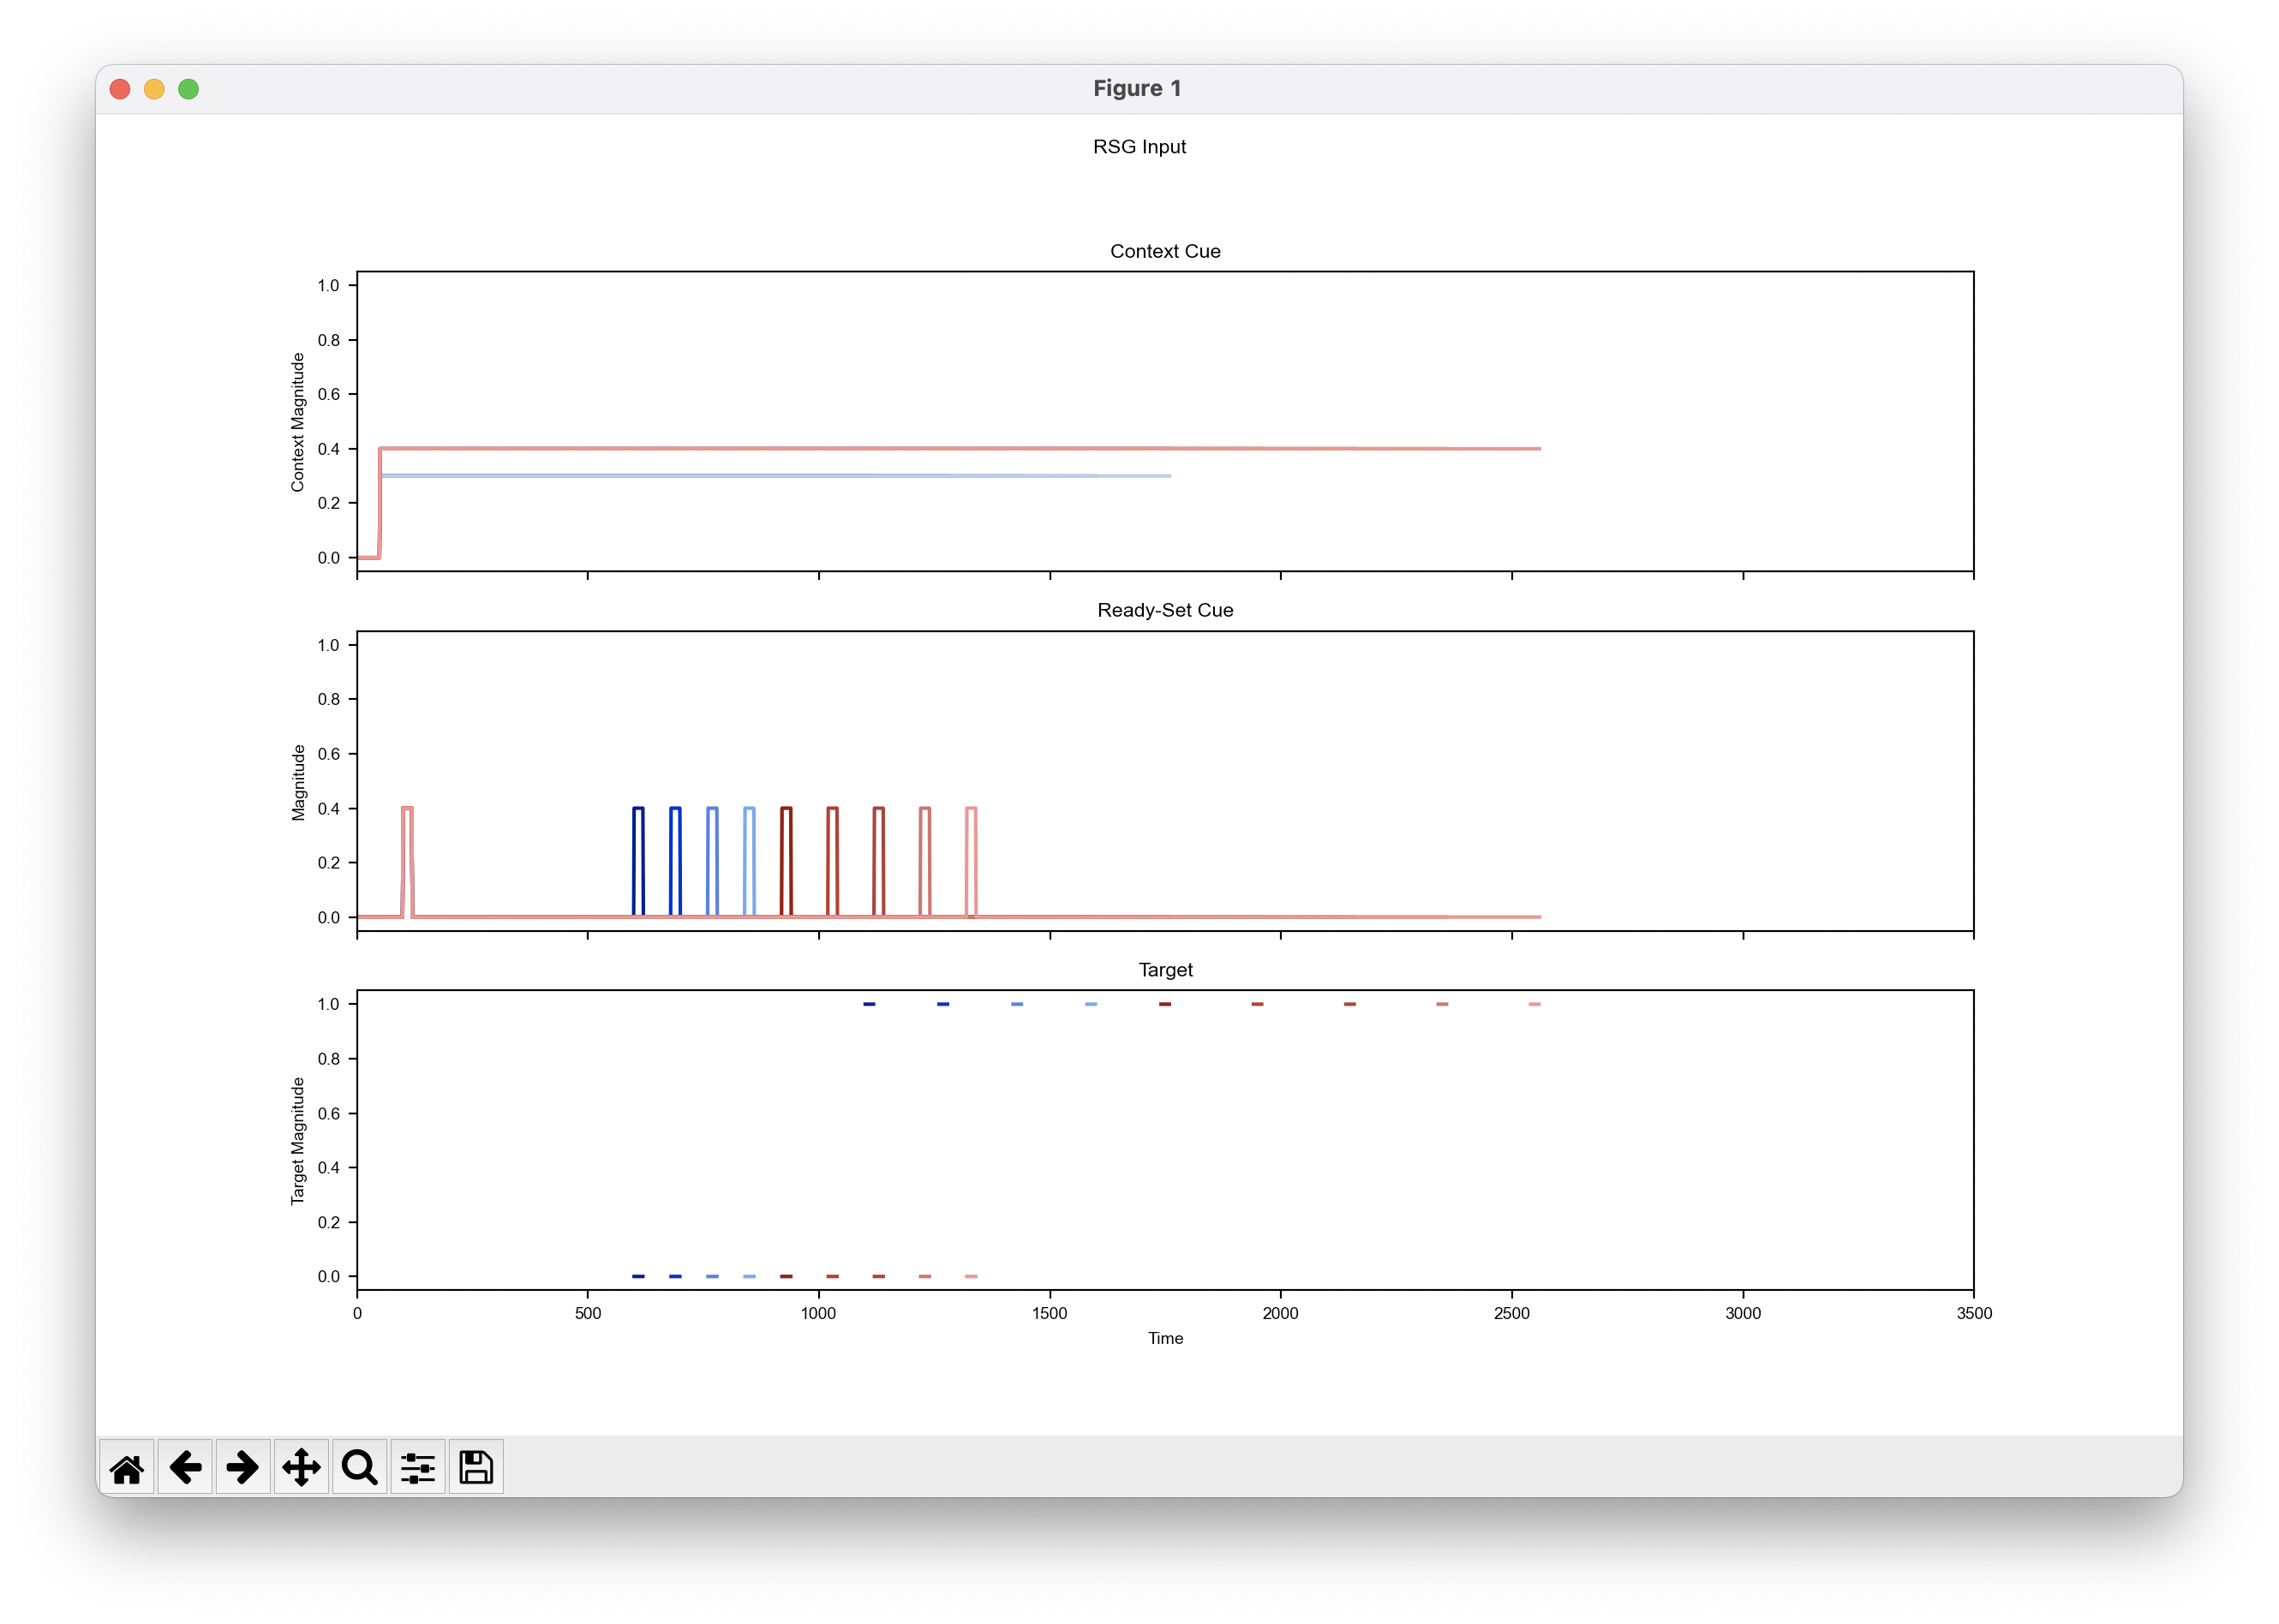 Figure 1
RSG Input
Context Cue
Context Magnitude
1.0
0.8
0.6
0.4
0.2
0.0
Ready-Set Cue
Magnitude
1.0
0.8
0.6
0.4
0.2
0.0
Target
Target Magnitude
1.0
0.8
0.6
0.4
0.2
0.0
0 500 1000 1500 2000 2500 3000 3500
Time